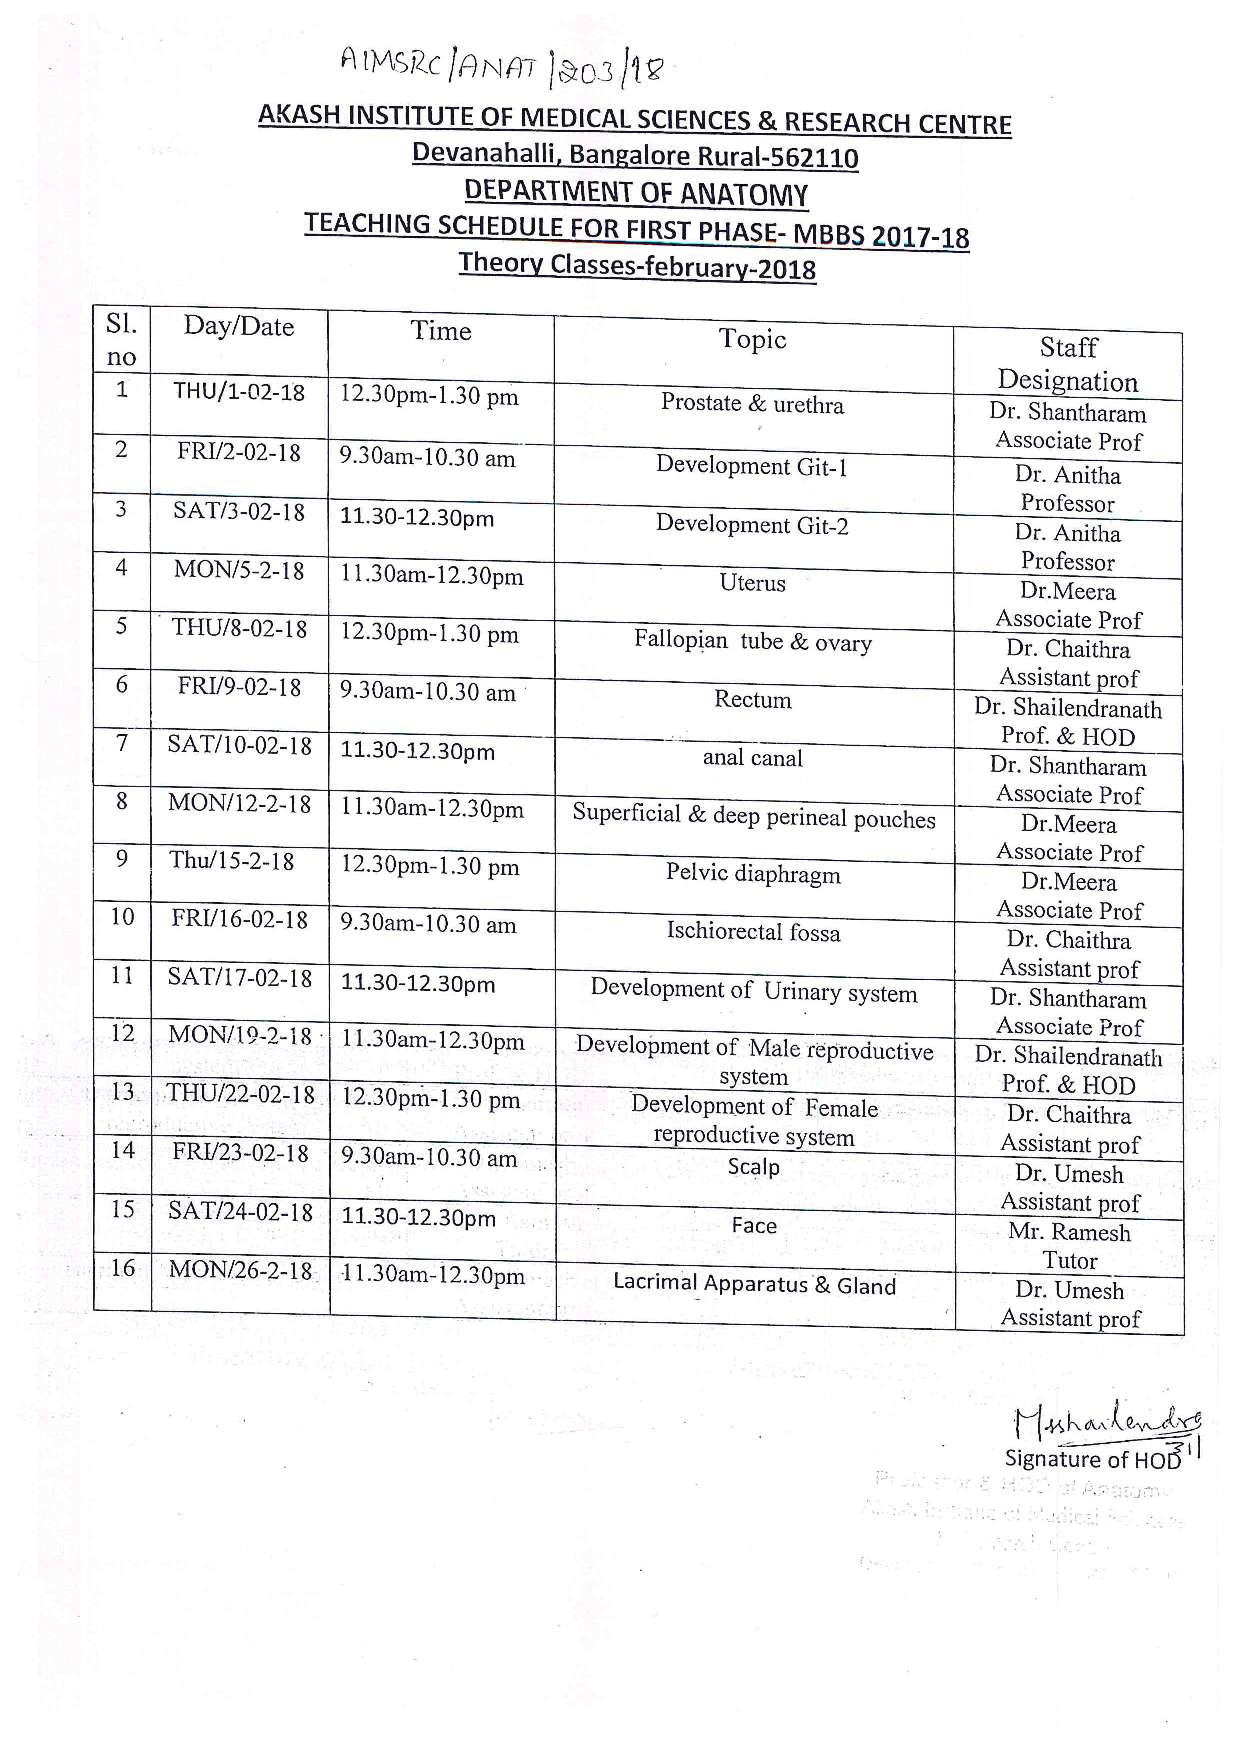 AIMSRC/ANAT/203/18
AKASH INSTITUTE OF MEDICAL SCIENCES & RESEARCH CENTRE
Devanahalli, Bangalore Rural-562110
DEPARTMENT OF ANATOMY
TEACHING SCHEDULE FOR FIRST PHASE- MBBS 2017-18
Theory Classes-february-2018
Sl. no Day/Date Time Topic Staff Designation
1 THU/1-02-18 12.30pm-1.30 pm Prostate & urethra Dr. Shantharam Associate Prof
2 FRI/2-02-18 9.30am-10.30 am Development Git-1 Dr. Anitha Professor
3 SAT/3-02-18 11.30-12.30pm Development Git-2 Dr. Anitha Professor
4 MON/5-2-18 11.30am-12.30pm Uterus Dr.Meera Associate Prof
5 THU/8-02-18 12.30pm-1.30 pm Fallopian tube & ovary Dr. Chaithra Assistant prof
6 FRI/9-02-18 9.30am-10.30 am Rectum Dr. Shailendranath Prof. & HOD
7 SAT/10-02-18 11.30-12.30pm anal canal Dr. Shantharam Associate Prof
8 MON/12-2-18 11.30am-12.30pm Superficial & deep perineal pouches Dr.Meera Associate Prof
9 Thu/15-2-18 12.30pm-1.30 pm Pelvic diaphragm Dr.Meera Associate Prof
10 FRI/16-02-18 9.30am-10.30 am Ischiorectal fossa Dr. Chaithra Assistant prof
11 SAT/17-02-18 11.30-12.30pm Development of Urinary system Dr. Shantharam Associate Prof
12 MON/19-2-18 11.30am-12.30pm Development of Male reproductive system Dr. Shailendranath Prof. & HOD
13 THU/22-02-18 12.30pm-1.30 pm Development of Female reproductive system Dr. Chaithra Assistant prof
14 FRI/23-02-18 9.30am-10.30 am Scalp Dr. Umesh Assistant prof
15 SAT/24-02-18 11.30-12.30pm Face Mr. Ramesh Tutor
16 MON/26-2-18 11.30am-12.30pm Lacrimal Apparatus & Gland Dr. Umesh Assistant prof
Signature of HOD